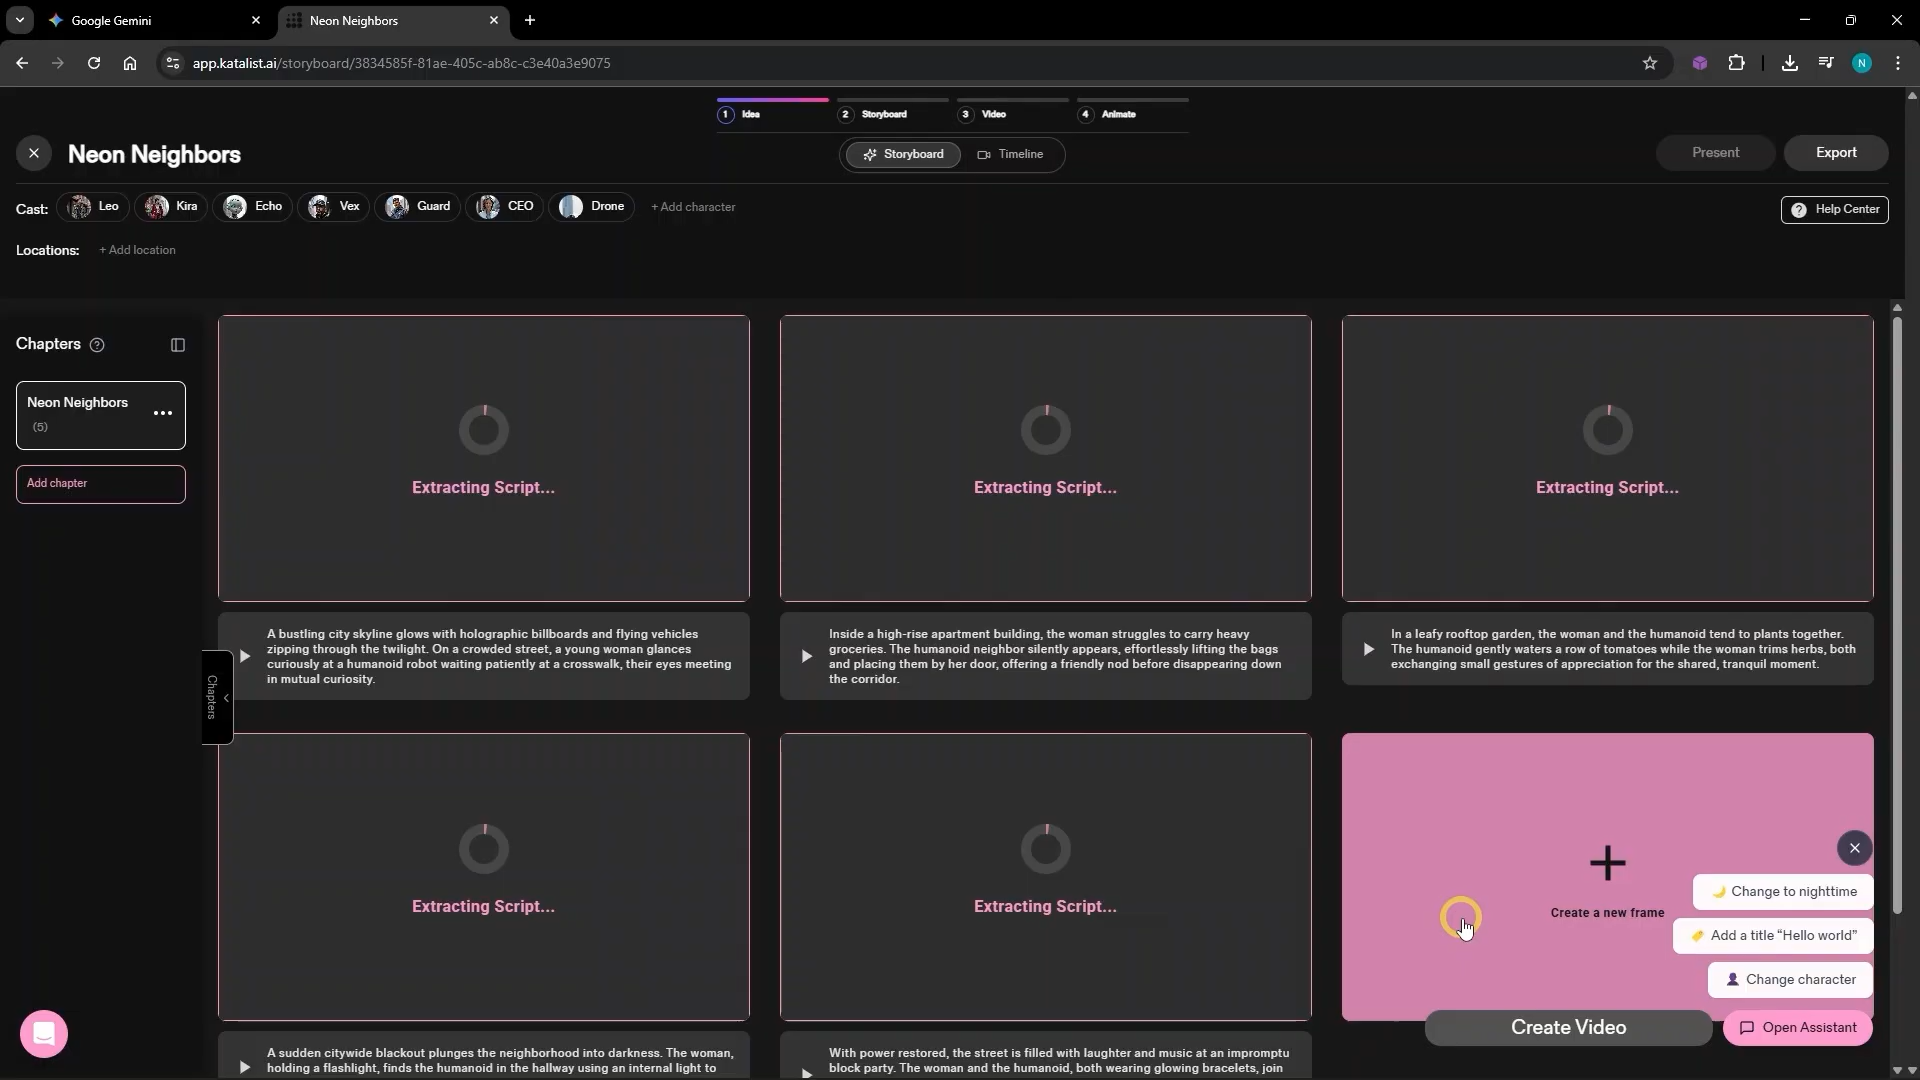 Google Gemini
Neon Neighbors
app.katalist.ai/storyboard/3834585f-81ae-405c-ab8c-c3e40a3e9075
N
1 Idea
2 Storyboard
3 Video
4 Animate
Neon Neighbors
Storyboard
Timeline
Present
Export
Cast:
Leo
Kira
Echo
Vex
Guard
CEO
Drone
+ Add character
? Help Center
Locations:
+ Add location
Chapters ?
Neon Neighbors
(5)
Add chapter
Chapters
Extracting Script...
Extracting Script...
Extracting Script...
A bustling city skyline glows with holographic billboards and flying vehicles
zipping through the twilight. On a crowded street, a young woman glances
curiously at a humanoid robot waiting patiently at a crosswalk, their eyes meeting
in mutual curiosity.
Inside a high-rise apartment building, the woman struggles to carry heavy
groceries. The humanoid neighbor silently appears, effortlessly lifting the bags
and placing them by her door, offering a friendly nod before disappearing down
the corridor.
In a leafy rooftop garden, the woman and the humanoid tend to plants together.
The humanoid gently waters a row of tomatoes while the woman trims herbs, both
exchanging small gestures of appreciation for the shared, tranquil moment.
Extracting Script...
Extracting Script...
Create a new frame
Change to nighttime
Add a title “Hello world”
Change character
Create Video
Open Assistant
A sudden citywide blackout plunges the neighborhood into darkness. The woman,
holding a flashlight, finds the humanoid in the hallway using an internal light to
With power restored, the street is filled with laughter and music at an impromptu
block party. The woman and the humanoid, both wearing glowing bracelets, join